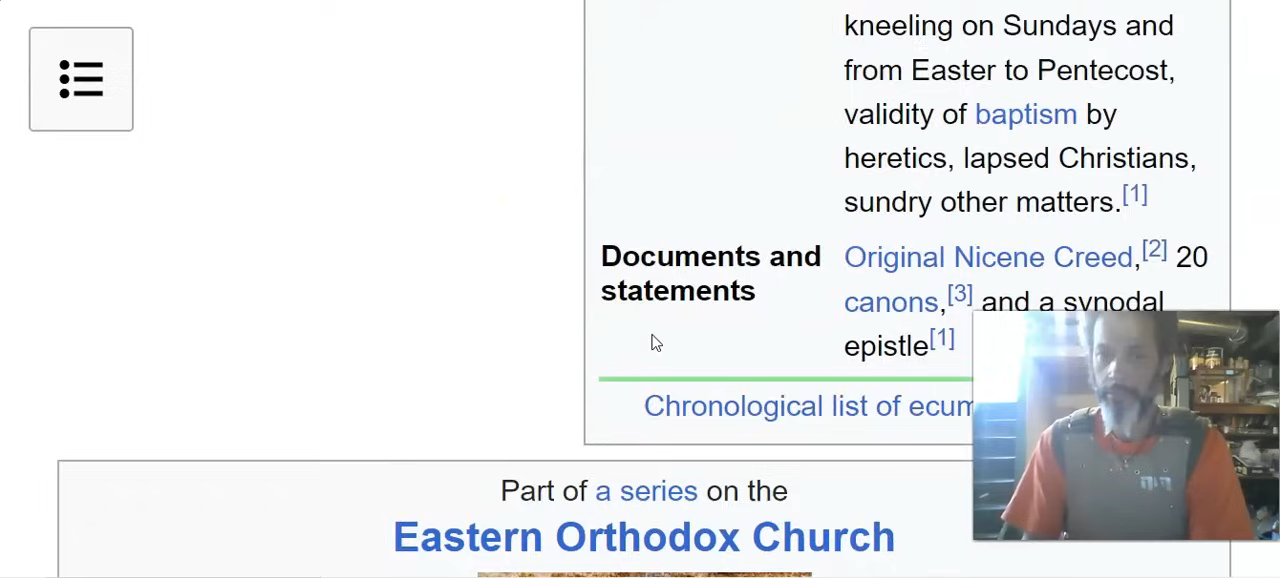 kneeling on Sundays and
from Easter to Pentecost,
validity of baptism by
heretics, lapsed Christians,
sundry other matters.[1]
Documents and
statements
Original Nicene Creed,[2] 20
canons,[3] and a synodal
epistle[1]
Chronological list of
Part of a series on the
Eastern Orthodox Church